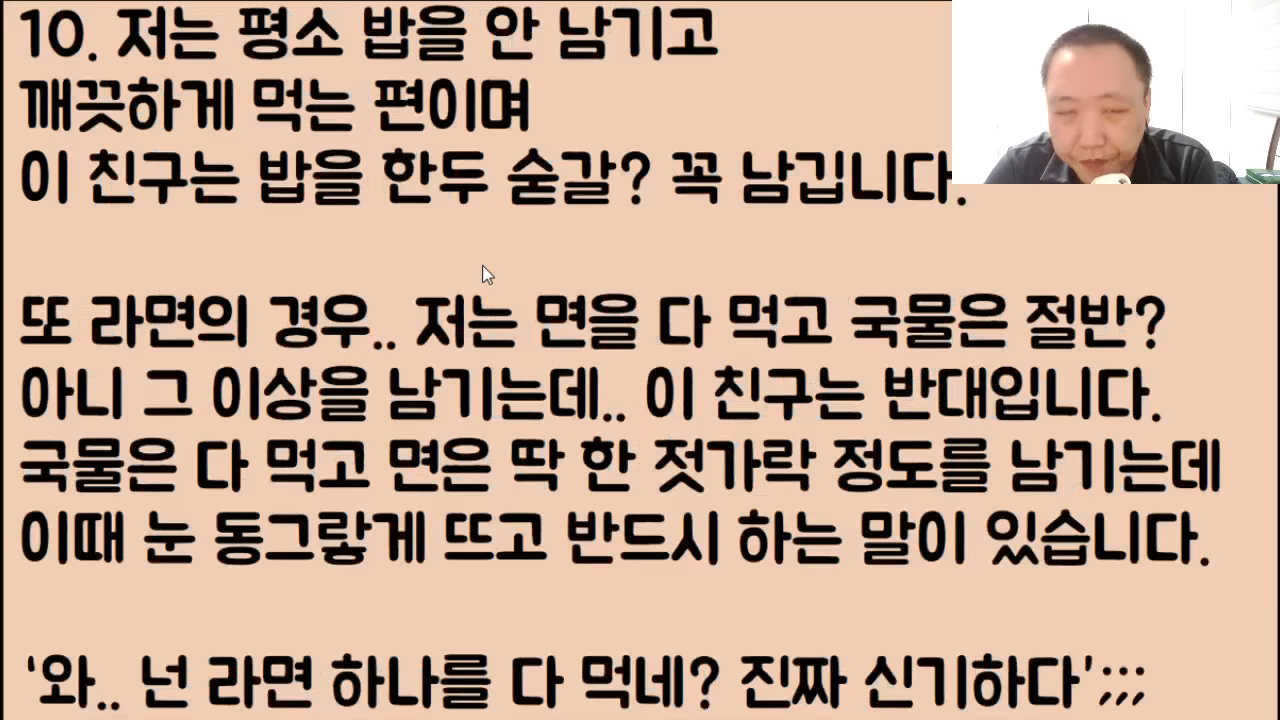 10. 저는 평소 밥을 안 남기고
깨끗하게 먹는 편이며
이 친구는 밥을 한두 숟갈? 꼭 남깁니다.
또 라면의 경우.. 저는 면을 다 먹고 국물은 절반?
아니 그 이상을 남기는데.. 이 친구는 반대입니다.
국물은 다 먹고 면은 딱 한 젓가락 정도를 남기는데
이때 눈 동그랗게 뜨고 반드시 하는 말이 있습니다.
'와.. 넌 라면 하나를 다 먹네? 진짜 신기하다';;;